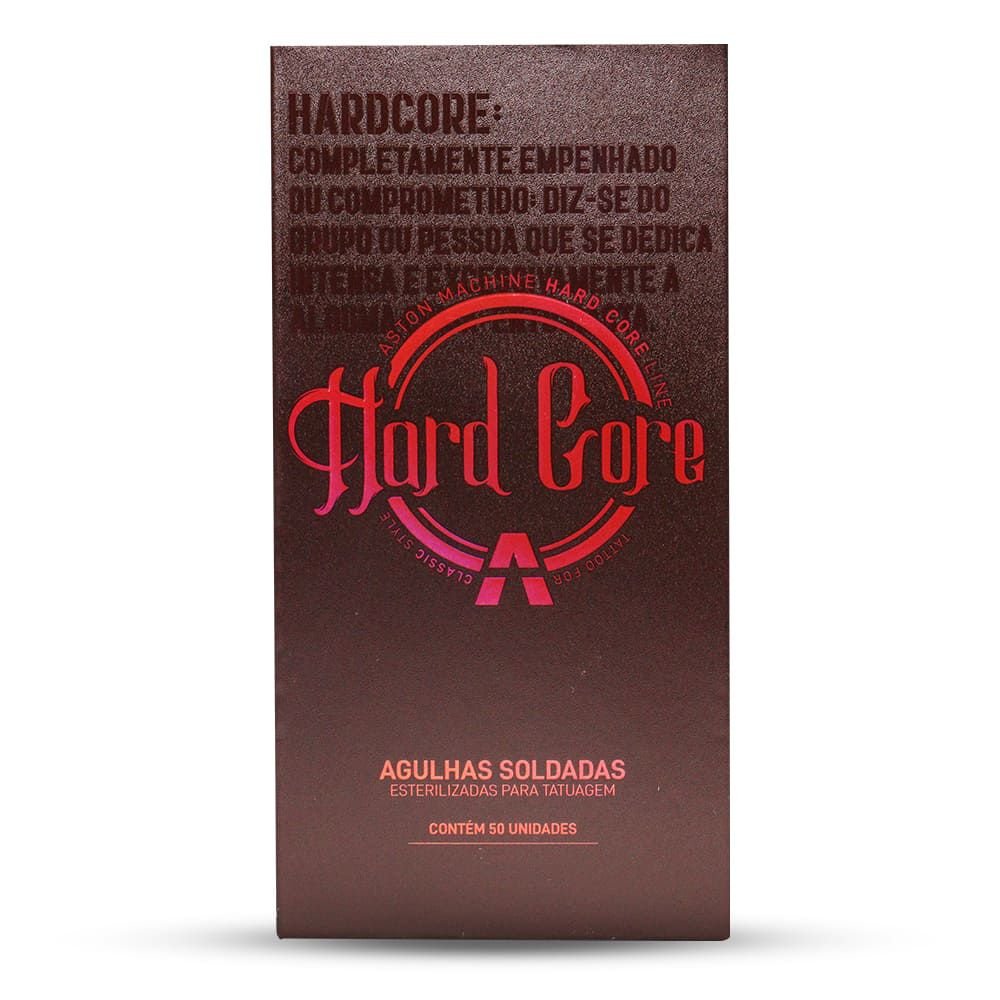 HARDCORE:
COMPLETAMENTE EMPENHADO
OU COMPROMETIDO; DIZ-SE DO
GRUPO OU PESSOA QUE SE DEDICA
INTENSA E EXCESSIVAMENTE A
ASTON MACHINE HARD CORE LINE
Hard Core
CLASSIC STYLE
TATTOO FOR
A
AGULHAS SOLDADAS
ESTERILIZADAS PARA TATUAGEM
CONTÉM 50 UNIDADES